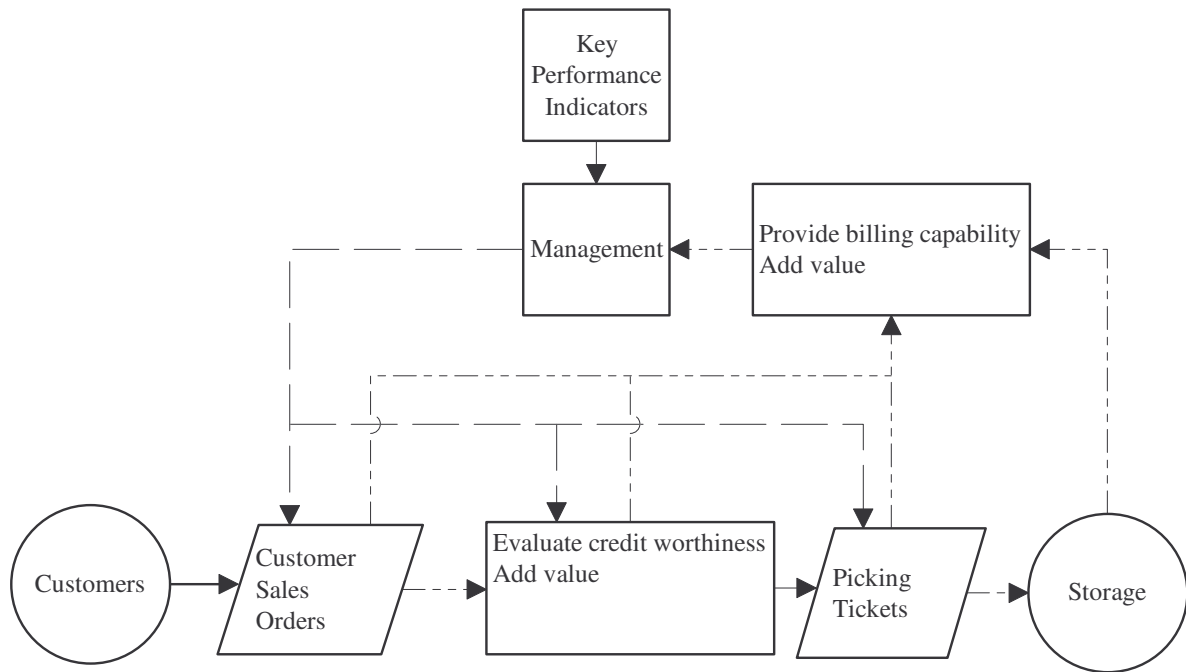 Key
Performance
Indicators
Management
Provide billing capability
Add value
Customers
Customer
Sales
Orders
Evaluate credit worthiness
Add value
Picking
Tickets
Storage